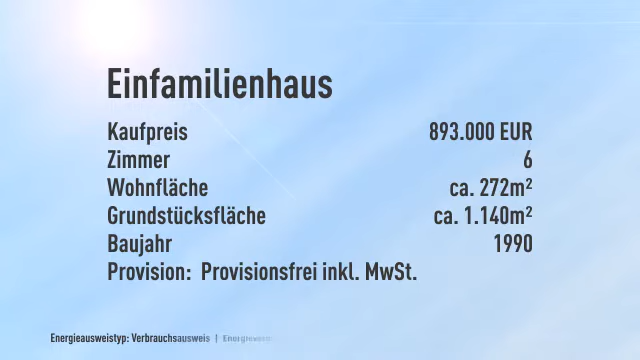 Einfamilienhaus
Kaufpreis 893.000 EUR
Zimmer 6
Wohnfläche ca. 272m²
Grundstücksfläche ca. 1.140m²
Baujahr 1990
Provision: Provisionsfrei inkl. MwSt.
Energieausweistyp: Verbrauchsausweis |